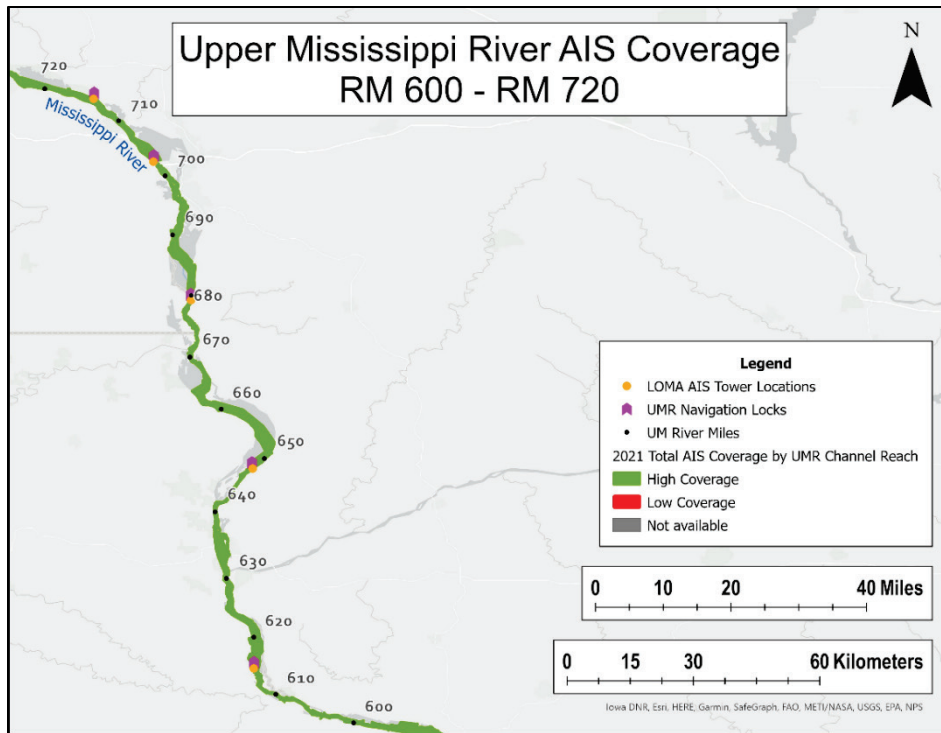 Upper Mississippi River AIS Coverage
RM 600 - RM 720
N
720
710
Mississippi River
700
690
680
670
660
650
640
630
620
610
600
Legend
LOMA AIS Tower Locations
UMR Navigation Locks
UM River Miles
2021 Total AIS Coverage by UMR Channel Reach
High Coverage
Low Coverage
Not available
0 10 20 40 Miles
0 15 30 60 Kilometers
Iowa DNR, Esri, HERE, Garmin, SafeGraph, FAO, METI/NASA, USGS, EPA, NPS